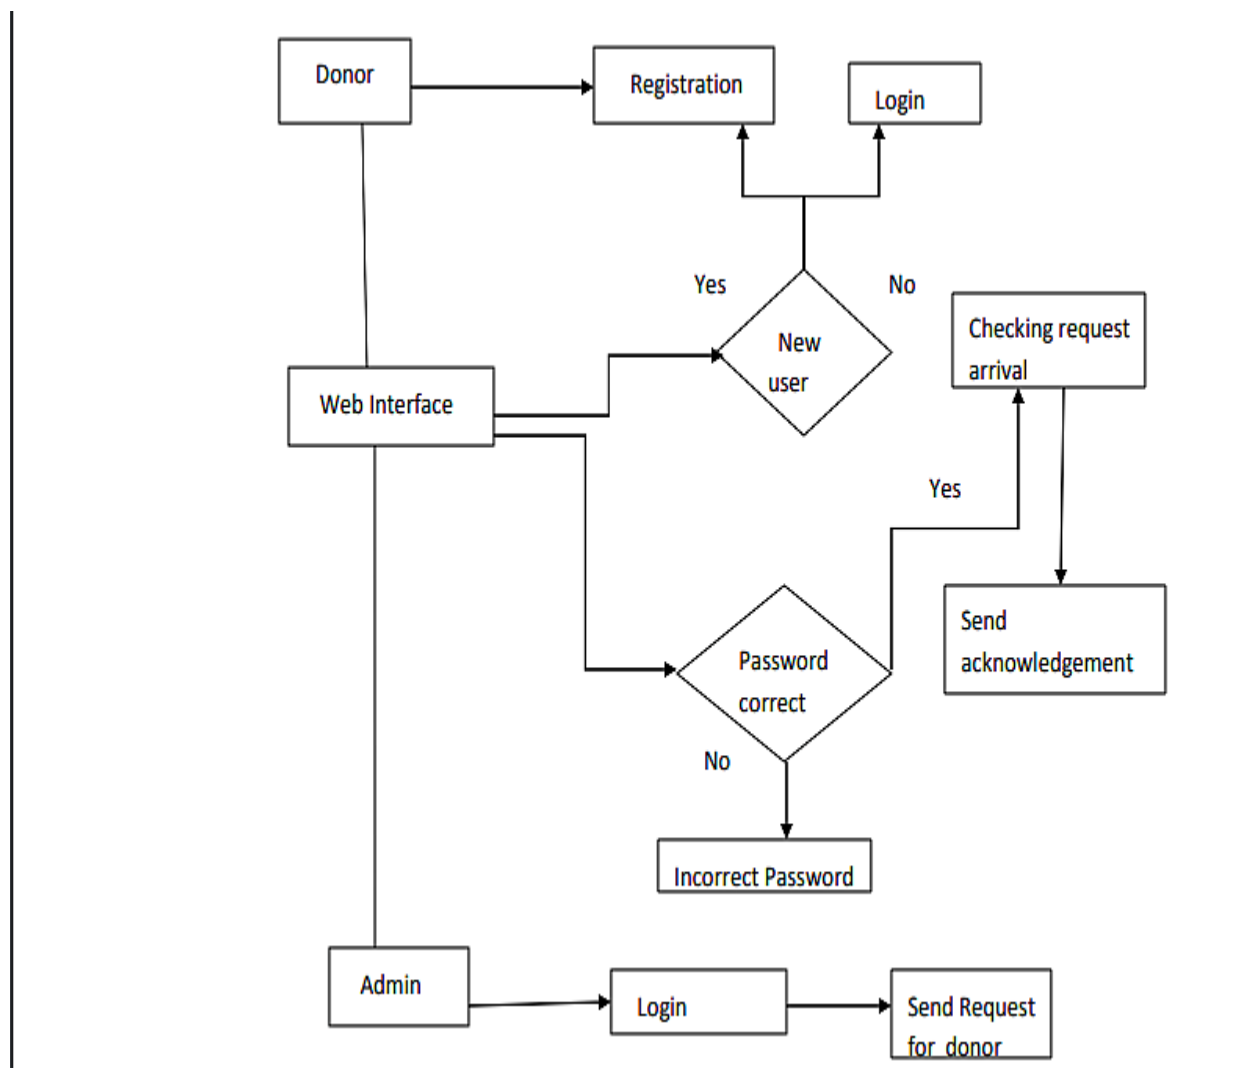 Donor
Registration
Login
Yes
No
New
user
Checking request
arrival
Web Interface
Yes
Password
correct
Send
acknowledgement
No
Incorrect Password
Admin
Login
Send Request
for donor